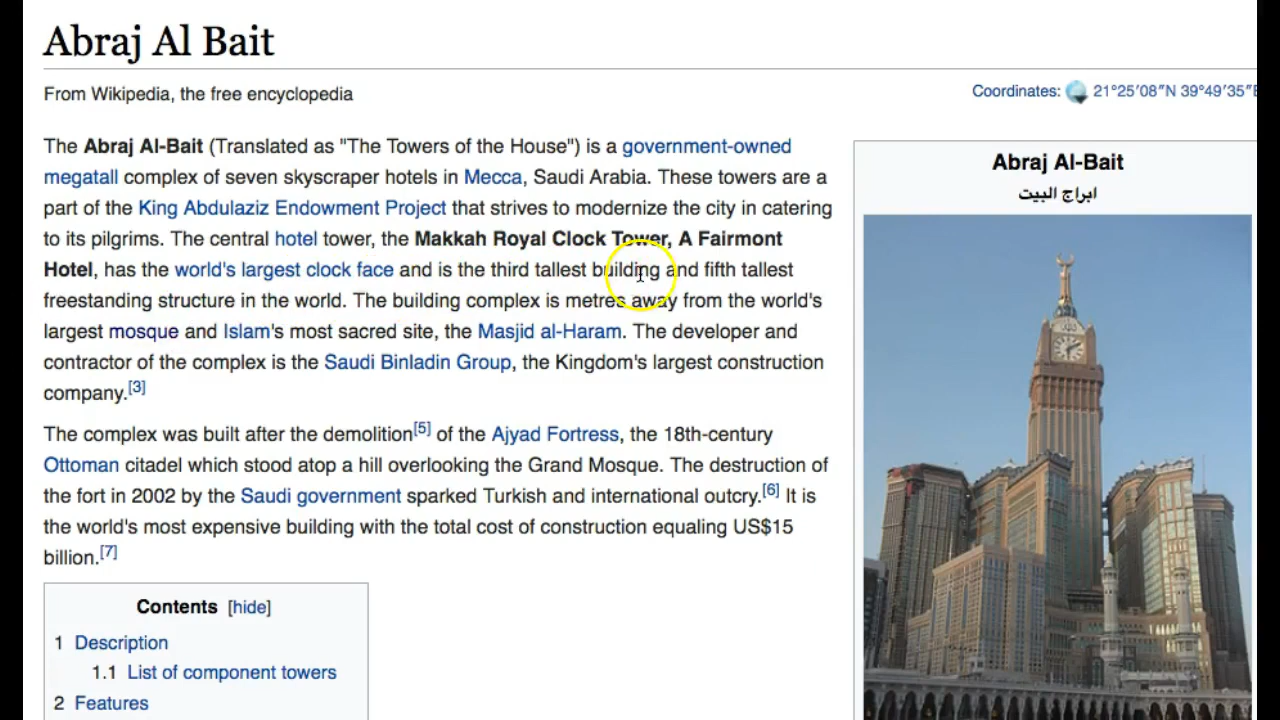 Abraj Al Bait
From Wikipedia, the free encyclopedia
Coordinates: 21°25′08″N 39°49′35″E
The Abraj Al-Bait (Translated as "The Towers of the House") is a government-owned
megatall complex of seven skyscraper hotels in Mecca, Saudi Arabia. These towers are a
part of the King Abdulaziz Endowment Project that strives to modernize the city in catering
to its pilgrims. The central hotel tower, the Makkah Royal Clock Tower, A Fairmont
Hotel, has the world's largest clock face and is the third tallest building and fifth tallest
freestanding structure in the world. The building complex is metres away from the world's
largest mosque and Islam's most sacred site, the Masjid al-Haram. The developer and
contractor of the complex is the Saudi Binladin Group, the Kingdom's largest construction
company.[3]
The complex was built after the demolition[5] of the Ajyad Fortress, the 18th-century
Ottoman citadel which stood atop a hill overlooking the Grand Mosque. The destruction of
the fort in 2002 by the Saudi government sparked Turkish and international outcry.[6] It is
the world's most expensive building with the total cost of construction equaling US$15
billion.[7]
Contents [hide]
1 Description
1.1 List of component towers
2 Features
Abraj Al-Bait
ابراج البيت